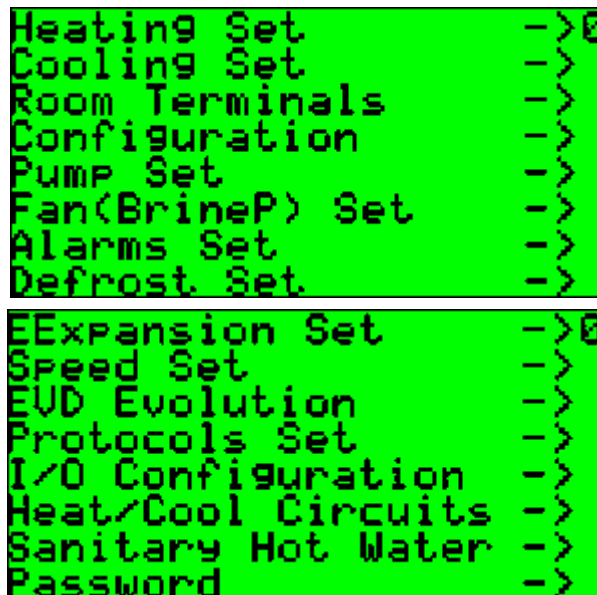 Heating Set ->0
Cooling Set ->
Room Terminals ->
Configuration ->
Pump Set ->
Fan(BrineP) Set ->
Alarms Set ->
Defrost Set ->
EExpansion Set ->0
Speed Set ->
EVD Evolution ->
Protocols Set ->
I/O Configuration ->
Heat/Cool Circuits ->
Sanitary Hot Water ->
Password ->